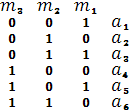 m₃ m₂ m₁
0 0 1 a₁
0 1 0 a₂
0 1 1 a₃
1 0 0 a₄
1 0 1 a₅
1 1 0 a₆